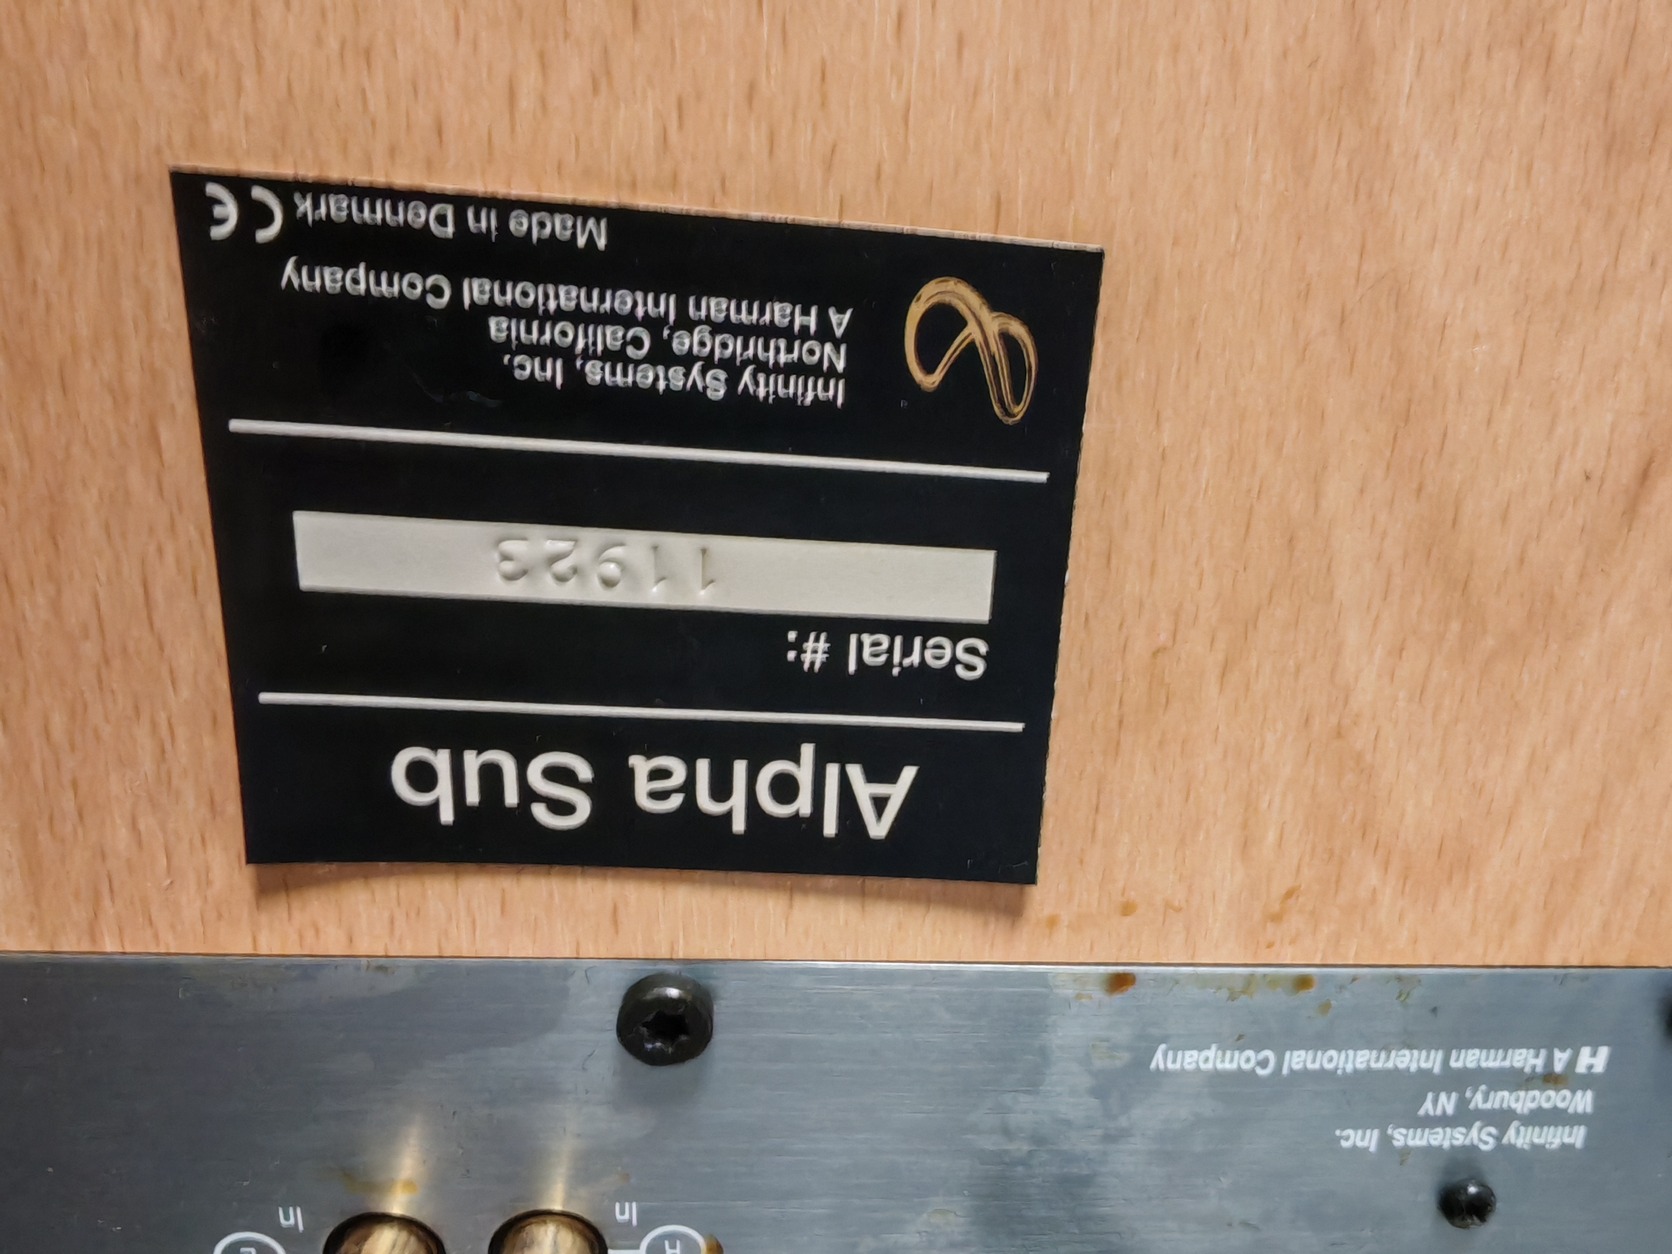 Alpha Sub
Serial #:
11923
Infinity Systems, Inc.
Northridge, California
A Harman International Company
Made in Denmark CE
Infinity Systems, Inc.
Woodbury, NY
H A Harman International Company
In
In
H